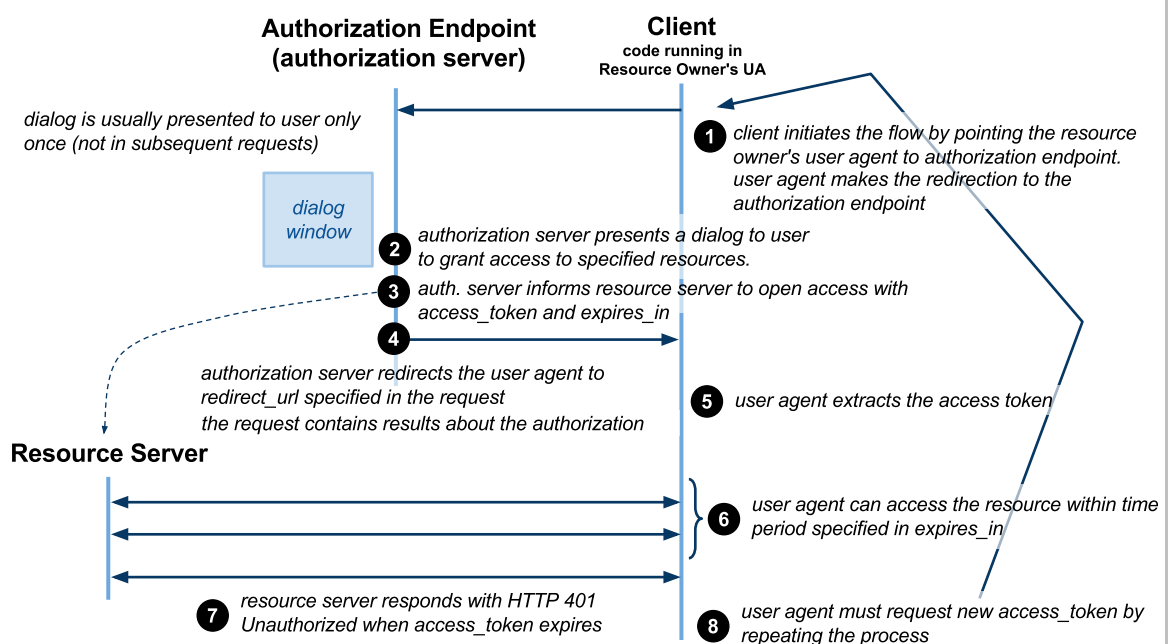 Authorization Endpoint
(authorization server)
Client
code running in
Resource Owner's UA
dialog is usually presented to user only
once (not in subsequent requests)
1
client initiates the flow by pointing the resource
owner's user agent to authorization endpoint.
user agent makes the redirection to the
authorization endpoint
dialog
window
2
authorization server presents a dialog to user
to grant access to specified resources.
3
auth. server informs resource server to open access with
access_token and expires_in
4
authorization server redirects the user agent to
redirect_url specified in the request
the request contains results about the authorization
5
user agent extracts the access token
Resource Server
6
user agent can access the resource within time
period specified in expires_in
7
resource server responds with HTTP 401
Unauthorized when access_token expires
8
user agent must request new access_token by
repeating the process